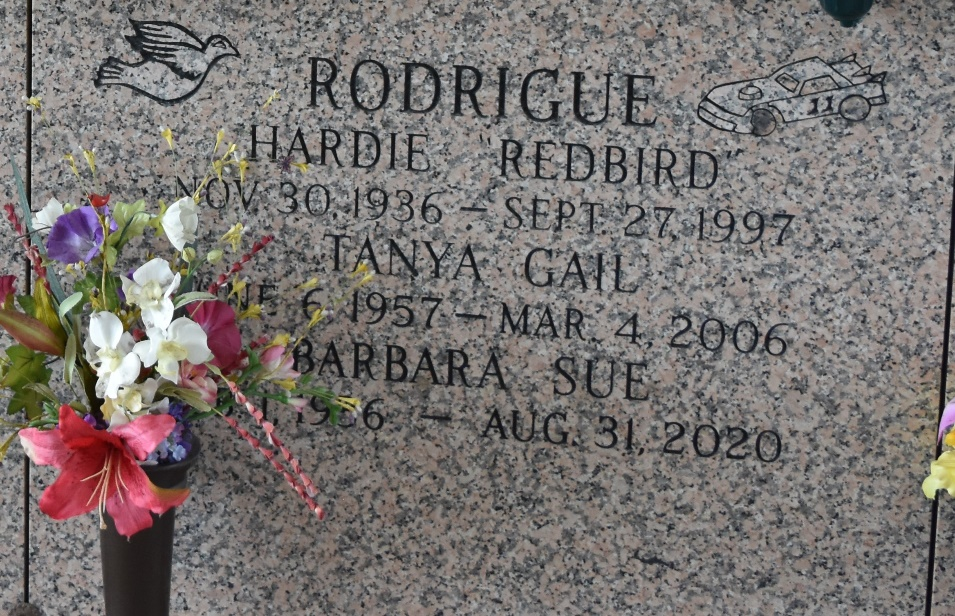 RODRIGUE
11
HARDIE "REDBIRD"
NOV. 30, 1936 – SEPT. 27, 1997
TANYA GAIL
6, 1957 – MAR. 4, 2006
BARBARA SUE
– AUG. 31, 2020